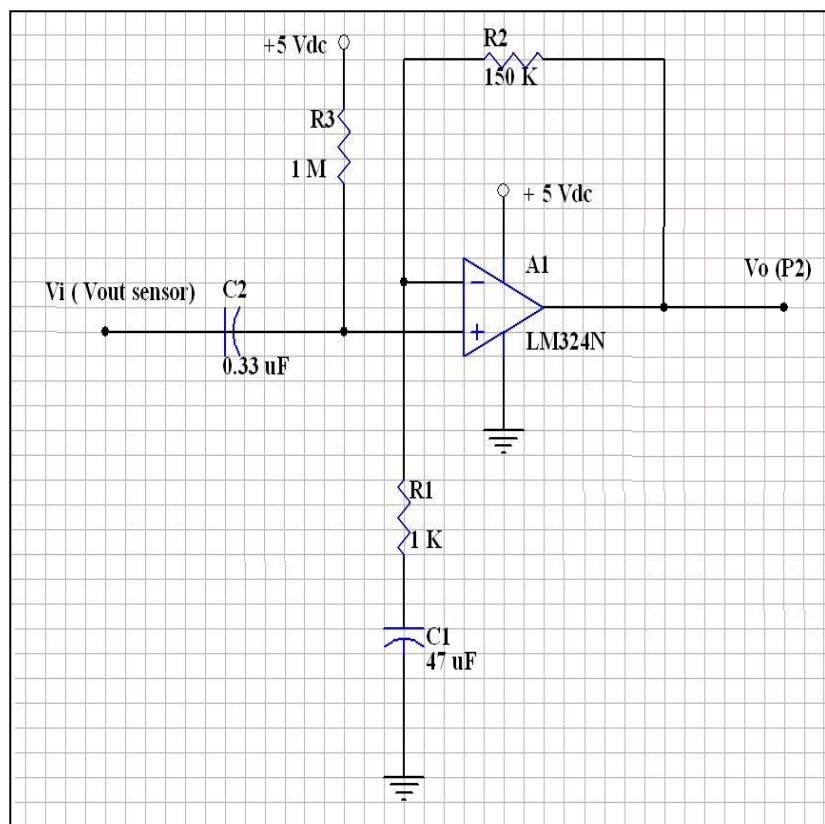 R2
+5 Vdc
150 K
R3
1 M
+ 5 Vdc
A1
Vo (P2)
Vi ( Vout sensor)
C2
−
+
LM324N
0.33 uF
R1
1 K
C1
47 uF